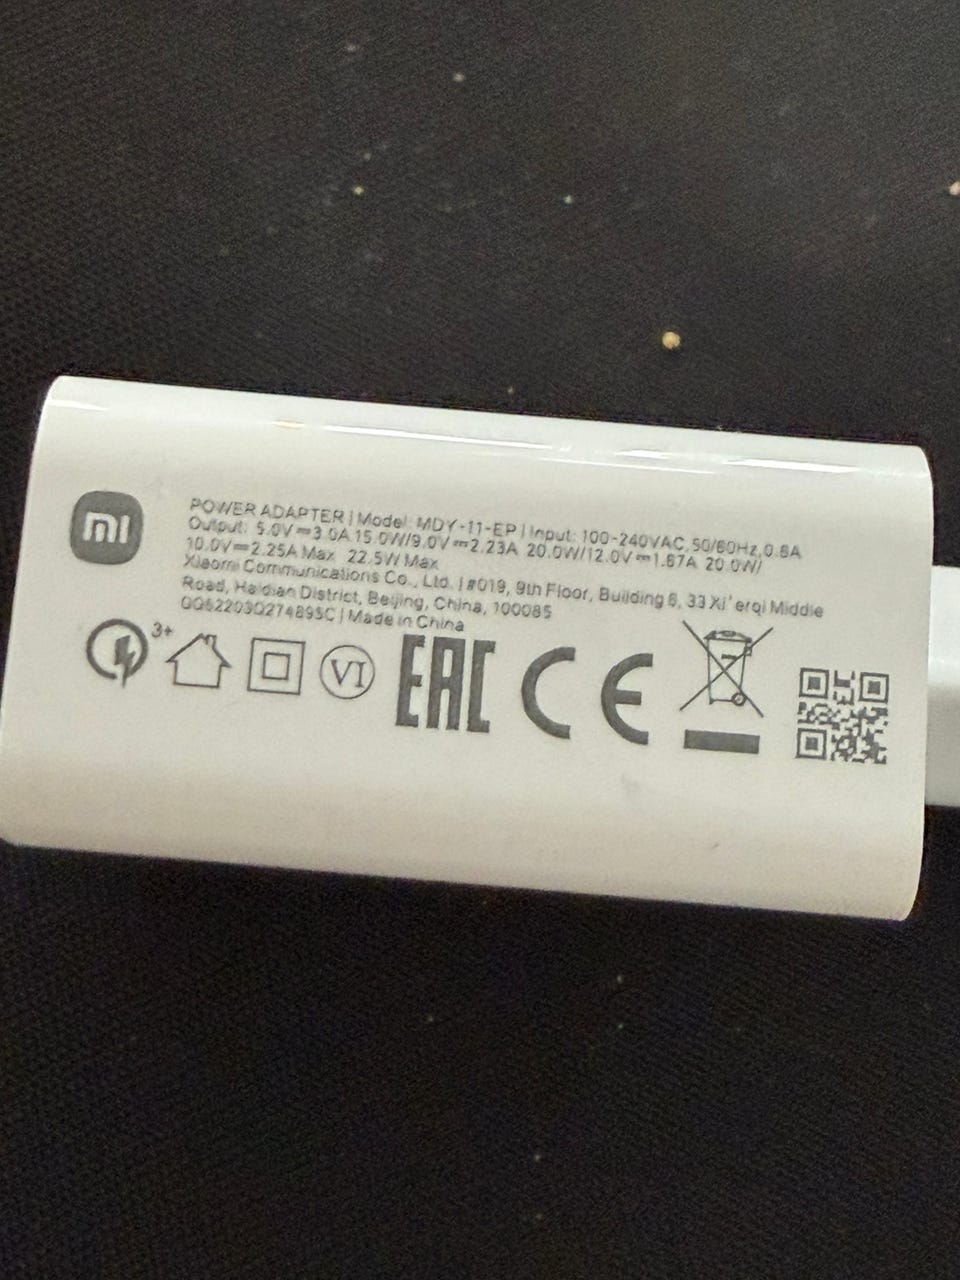 mi
POWER ADAPTER | Model: MDY-11-EP | Input: 100-240VAC, 50/60Hz, 0.6A
Output: 5.0V⎓3.0A 15.0W/9.0V⎓2.23A 20.0W/12.0V⎓1.67A 20.0W/
10.0V⎓2.25A Max 22.5W Max
Xiaomi Communications Co., Ltd. | #019, 9th Floor, Building 6, 33 Xi'erqi Middle
Road, Haidian District, Beijing, China, 100085
| Made in China
3+ VI EAC CE